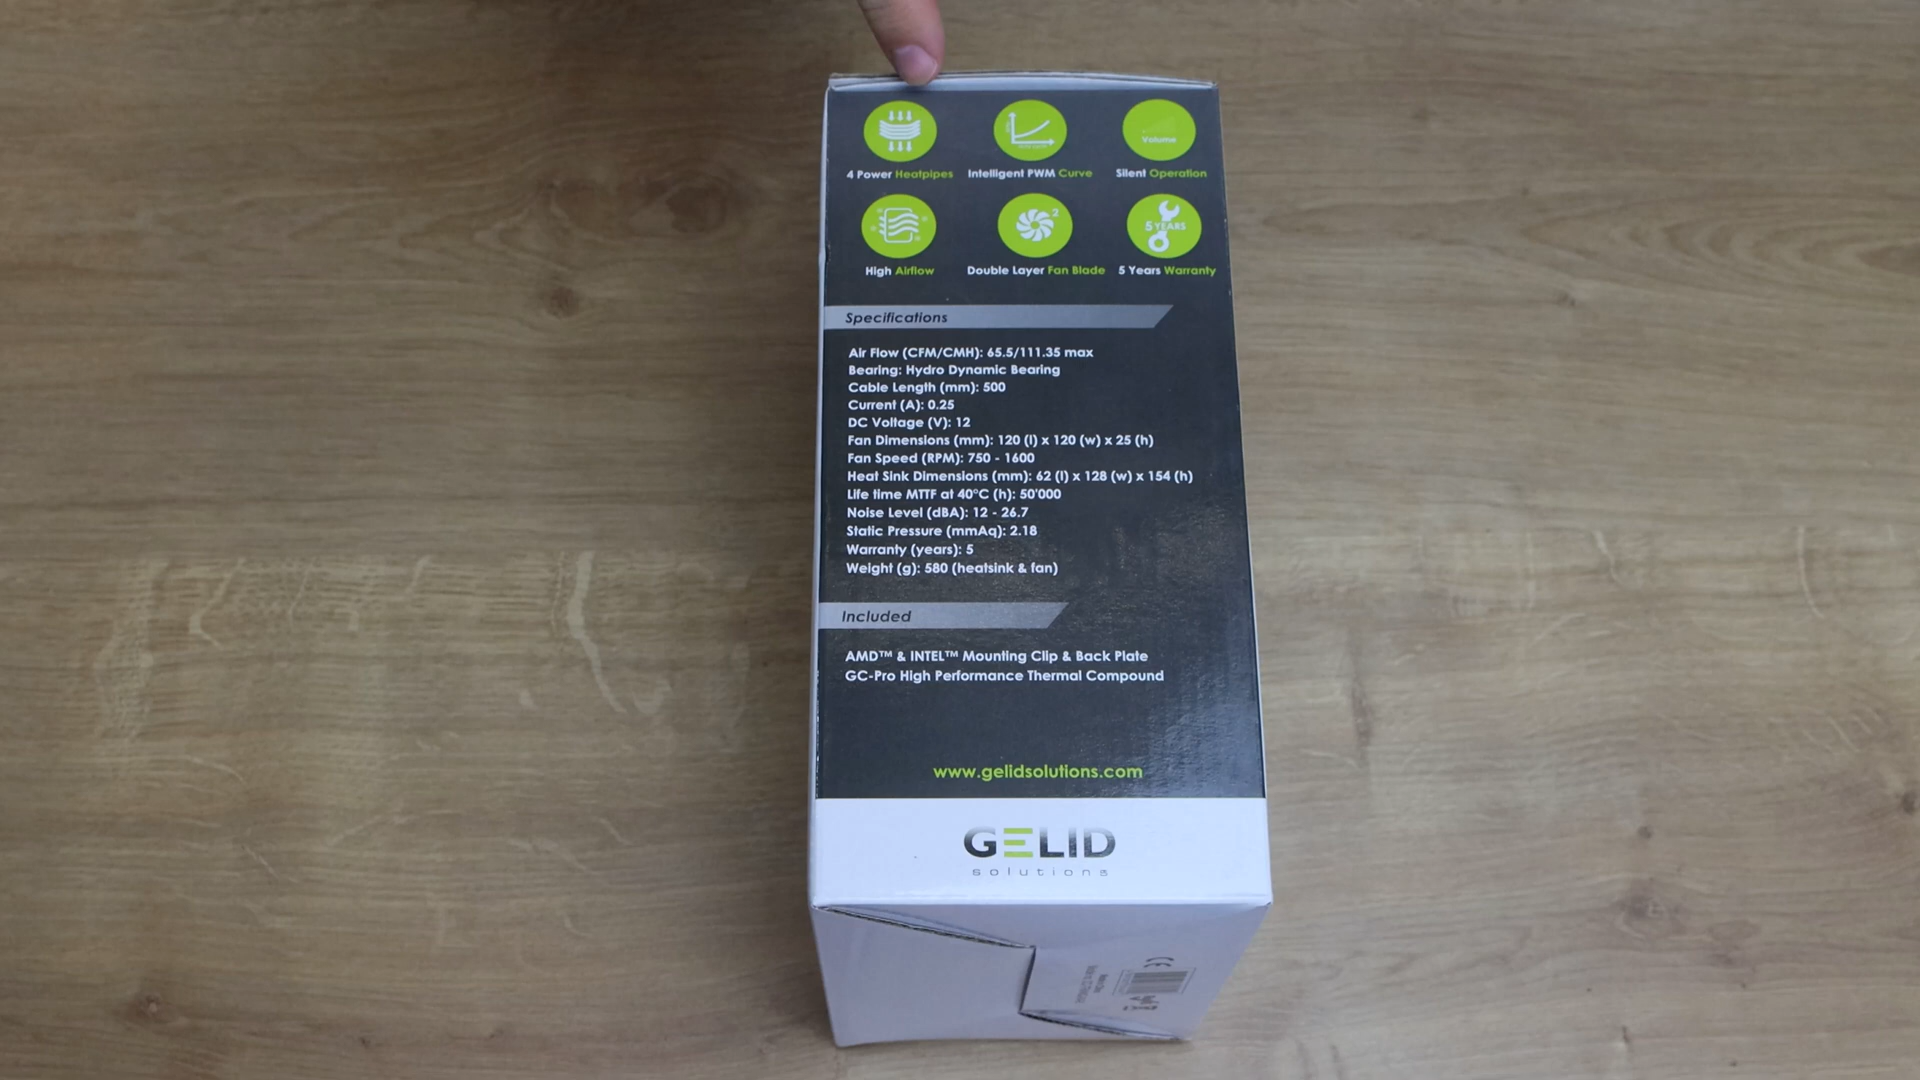 Volume
4 Power Heatpipes
Intelligent PWM Curve
Silent Operation
2
5 YEARS
High Airflow
Double Layer Fan Blade
5 Years Warranty
Specifications
Air Flow (CFM/CMH): 65.5/111.35 max
Bearing: Hydro Dynamic Bearing
Cable Length (mm): 500
Current (A): 0.25
DC Voltage (V): 12
Fan Dimensions (mm): 120 (l) x 120 (w) x 25 (h)
Fan Speed (RPM): 750 - 1600
Heat Sink Dimensions (mm): 62 (l) x 128 (w) x 154 (h)
Life time MTTF at 40°C (h): 50'000
Noise Level (dBA): 12 - 26.7
Static Pressure (mmAq): 2.18
Warranty (years): 5
Weight (g): 580 (heatsink & fan)
Included
AMD™ & INTEL™ Mounting Clip & Back Plate
GC-Pro High Performance Thermal Compound
www.gelidsolutions.com
GELID
solutions
CE